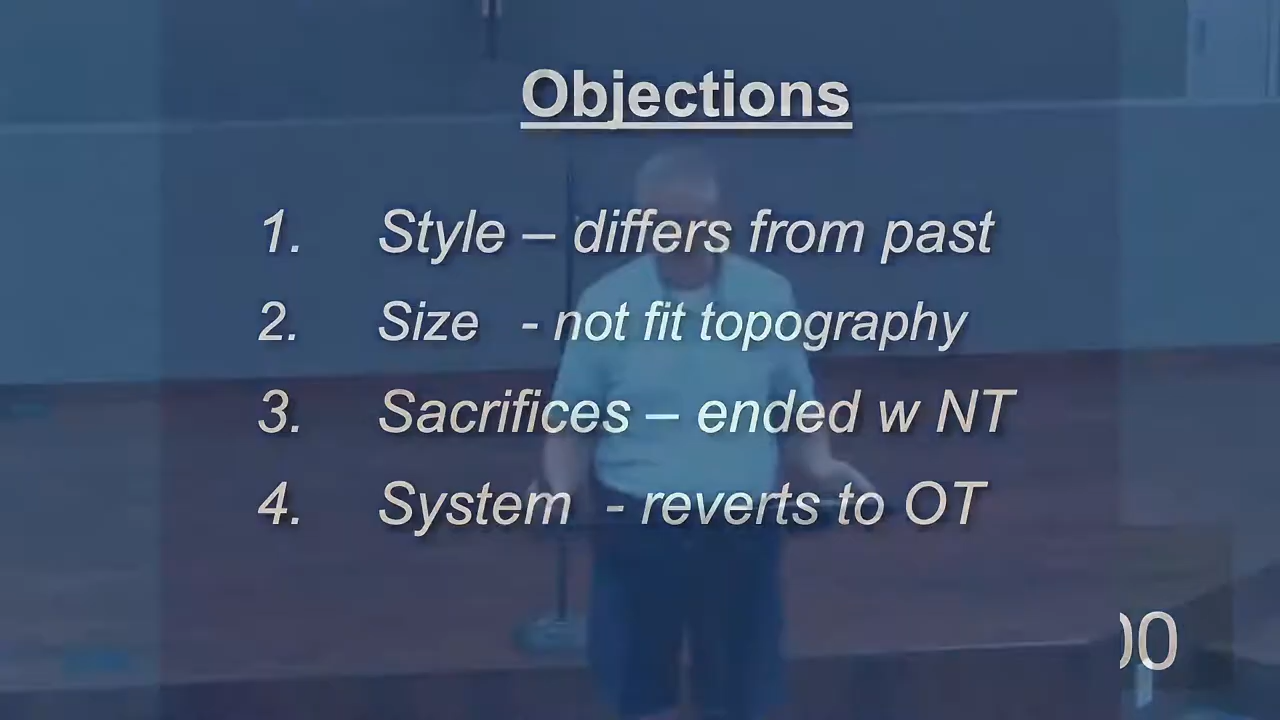 Objections
1. Style – differs from past
2. Size - not fit topography
3. Sacrifices – ended w NT
4. System - reverts to OT